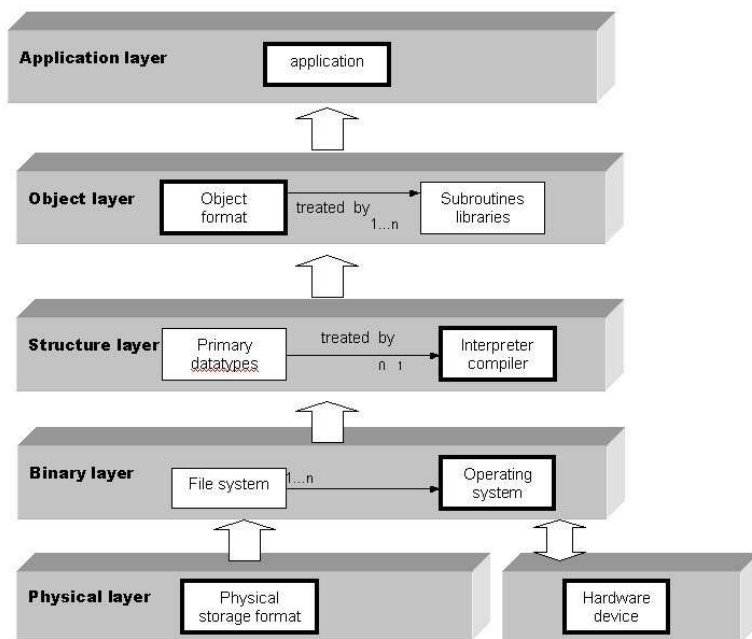 Application layer
application
Object layer
Object
format
treated by
1...n
Subroutines
libraries
Structure layer
Primary
datatypes
treated by
Interpreter
compiler
Binary layer
File system
1...n
Operating
system
Physical layer
Physical
storage format
Hardware
device